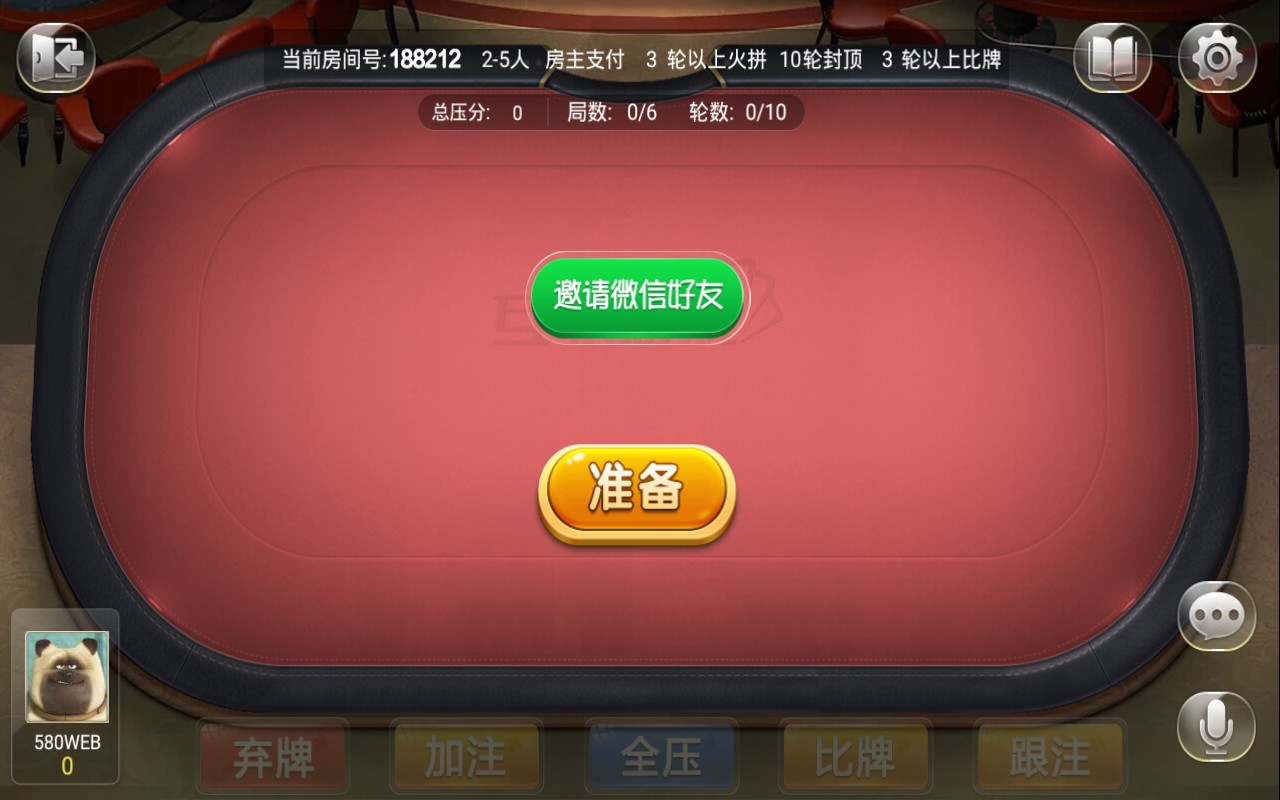 当前房间号:188212 2-5人 房主支付 3 轮以上火拼 10轮封顶 3 轮以上比牌
总压分: 0 局数: 0/6 轮数: 0/10
邀请微信好友
准备
580WEB
0
弃牌 加注 全压 比牌 跟注